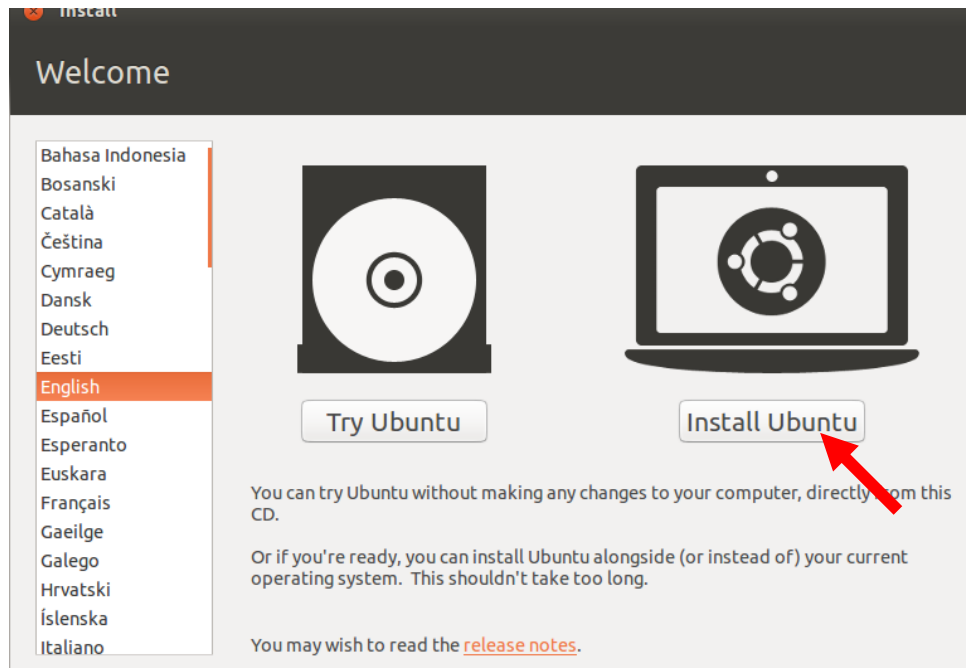 Install
Welcome
Bahasa Indonesia
Bosanski
Català
Čeština
Cymraeg
Dansk
Deutsch
Eesti
English
Español
Esperanto
Euskara
Français
Gaeilge
Galego
Hrvatski
Íslenska
Italiano
Try Ubuntu
Install Ubuntu
You can try Ubuntu without making any changes to your computer, directly from this
CD.
Or if you're ready, you can install Ubuntu alongside (or instead of) your current
operating system. This shouldn't take too long.
You may wish to read the release notes.